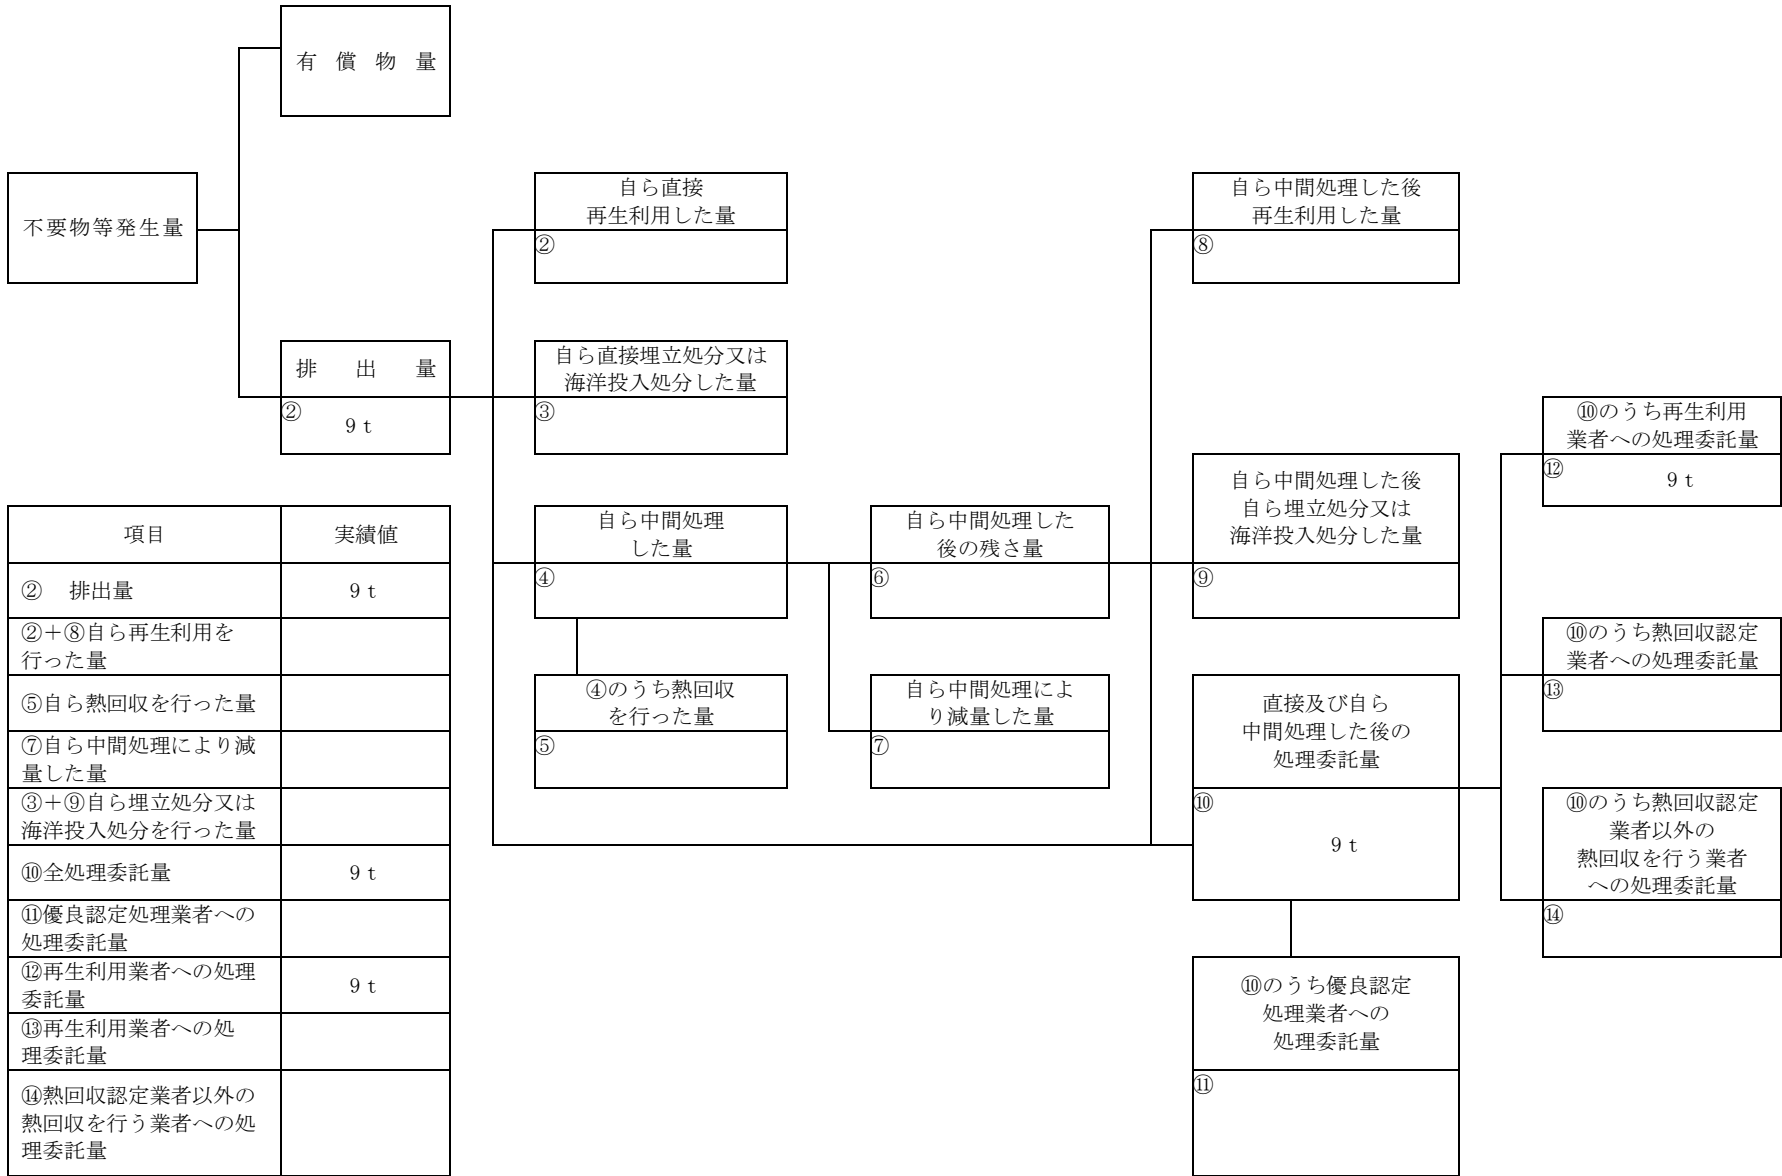 有 償 物 量
不要物等発生量
自ら直接
再生利用した量
②
自ら中間処理した後
再生利用した量
⑧
排 出 量
②
9 t
自ら直接埋立処分又は
海洋投入処分した量
③
⑩のうち再生利用
業者への処理委託量
⑫
9 t
自ら中間処理
した量
④
自ら中間処理した
後の残さ量
⑥
自ら中間処理した後
自ら埋立処分又は
海洋投入処分した量
⑨
⑩のうち熱回収認定
業者への処理委託量
⑬
④のうち熱回収
を行った量
⑤
自ら中間処理によ
り減量した量
⑦
直接及び自ら
中間処理した後の
処理委託量
⑩
9 t
⑩のうち熱回収認定
業者以外の
熱回収を行う業者
への処理委託量
⑭
⑩のうち優良認定
処理業者への
処理委託量
⑪
項目 実績値
② 排出量 9 t
②+⑧自ら再生利用を
行った量
⑤自ら熱回収を行った量
⑦自ら中間処理により減
量した量
③+⑨自ら埋立処分又は
海洋投入処分を行った量
⑩全処理委託量 9 t
⑪優良認定処理業者への
処理委託量
⑫再生利用業者への処理
委託量 9 t
⑬再生利用業者への処
理委託量
⑭熱回収認定業者以外の
熱回収を行う業者への処
理委託量